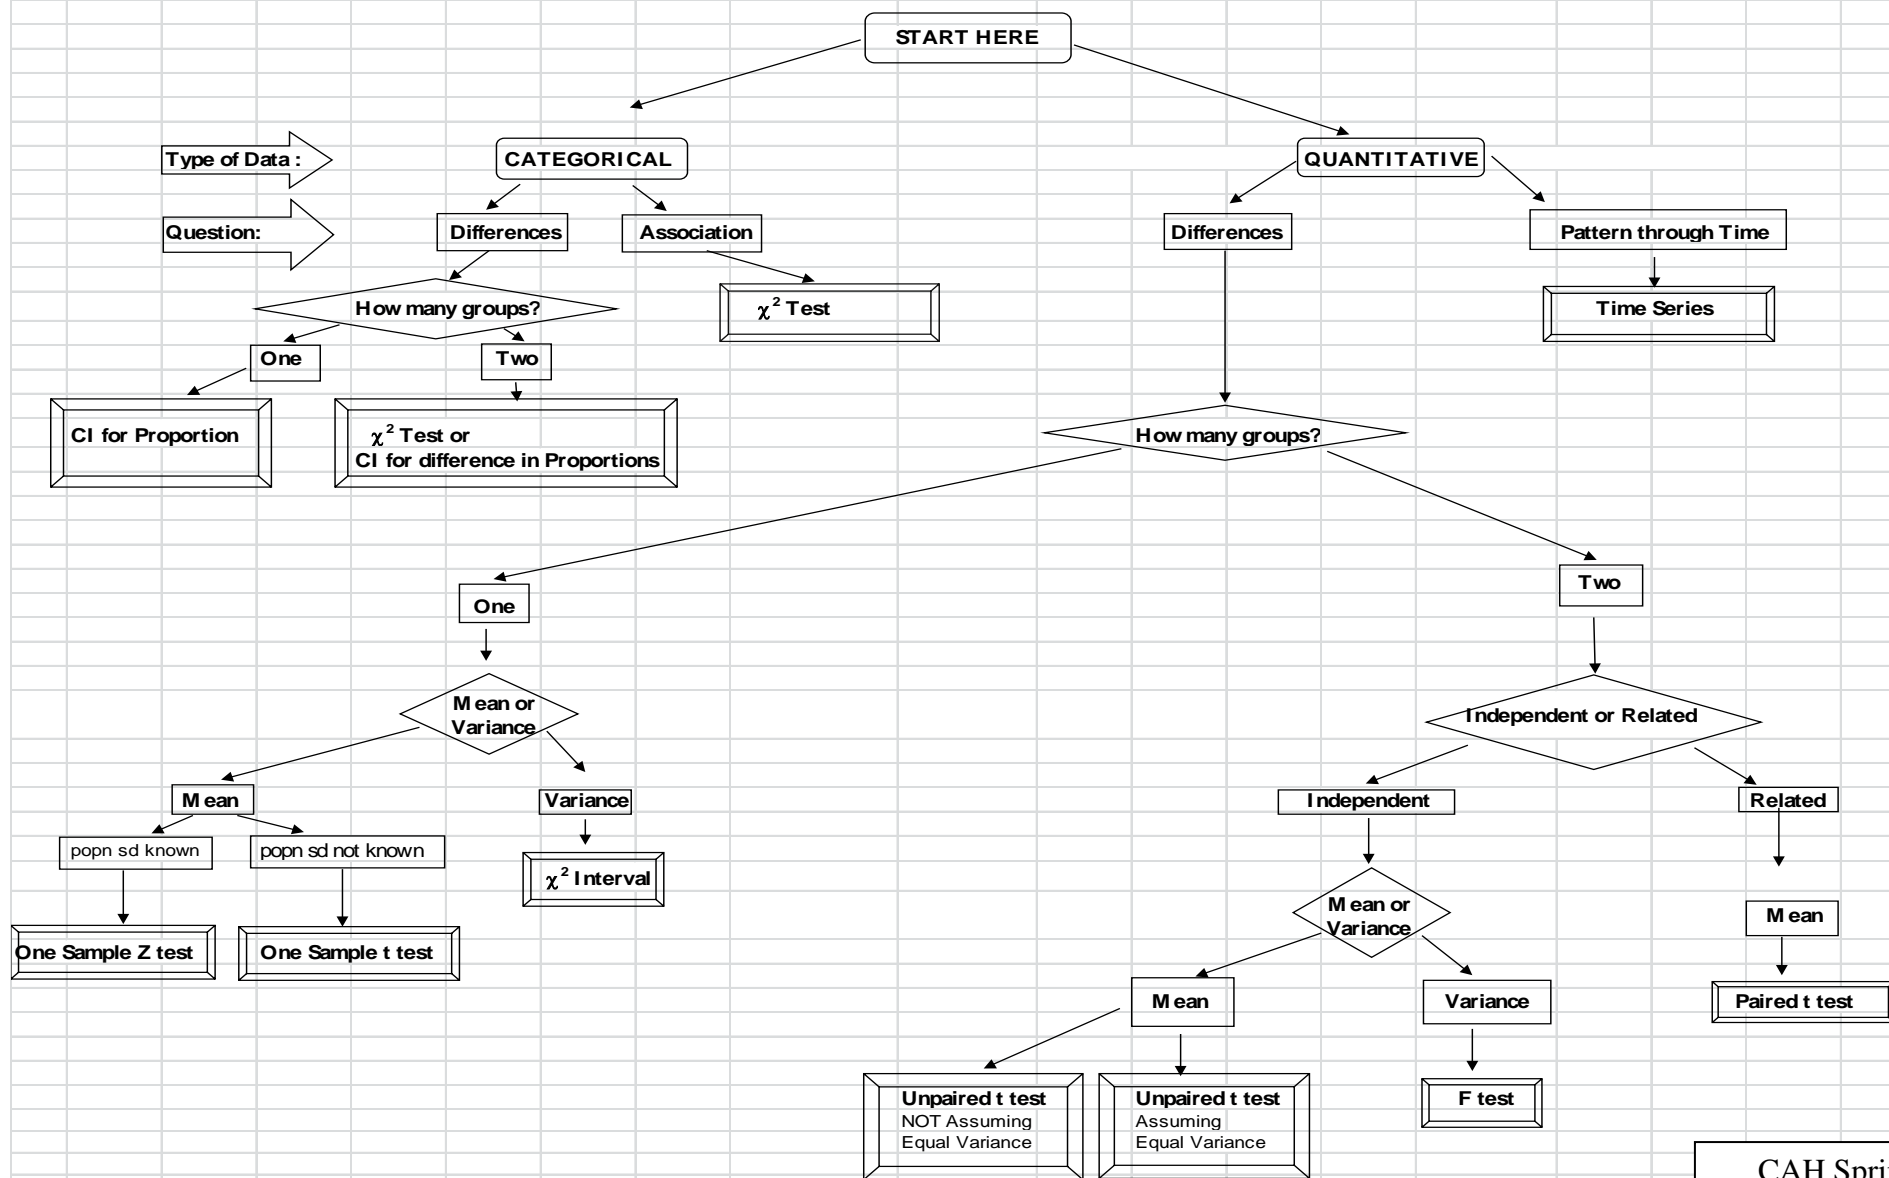 START HERE
Type of Data :
CATEGORICAL
QUANTITATIVE
Question:
Differences
Association
Differences
Pattern through Time
How many groups?
χ² Test
Time Series
One
Two
CI for Proportion
χ² Test or
CI for difference in Proportions
How many groups?
One
Two
Mean or
Variance
Independent or Related
Mean
Variance
Independent
Related
popn sd known
popn sd not known
χ² Interval
Mean or
Variance
Mean
One Sample Z test
One Sample t test
Mean
Variance
Paired t test
Unpaired t test
NOT Assuming
Equal Variance
Unpaired t test
Assuming
Equal Variance
F test
CAH